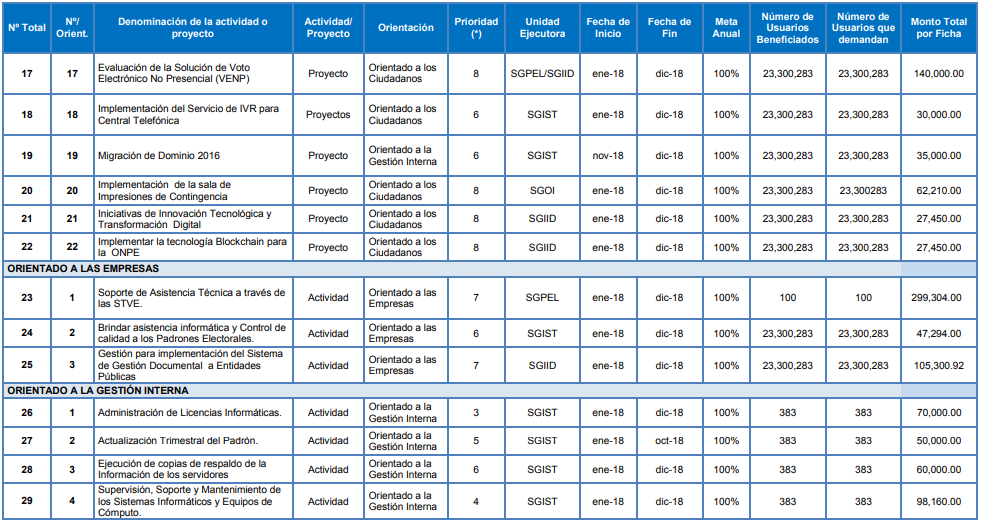 Nº Total Nº/ Orient. Denominación de la actividad o proyecto Actividad/ Proyecto Orientación Prioridad (*) Unidad Ejecutora Fecha de Inicio Fecha de Fin Meta Anual Número de Usuarios Beneficiados Número de Usuarios que demandan Monto Total por Ficha
17 17 Evaluación de la Solución de Voto Electrónico No Presencial (VENP) Proyecto Orientado a los Ciudadanos 8 SGPEL/SGIID ene-18 dic-18 100% 23,300,283 23,300,283 140,000.00
18 18 Implementación del Servicio de IVR para Central Telefónica Proyectos Orientado a los Ciudadanos 6 SGIST ene-18 dic-18 100% 23,300,283 23,300,283 30,000.00
19 19 Migración de Dominio 2016 Proyecto Orientado a la Gestión Interna 6 SGIST nov-18 dic-18 100% 23,300,283 23,300,283 35,000.00
20 20 Implementación de la sala de Impresiones de Contingencia Proyecto Orientado a los Ciudadanos 8 SGOI ene-18 dic-18 100% 23,300,283 23,300283 62,210.00
21 21 Iniciativas de Innovación Tecnológica y Transformación Digital Proyecto Orientado a los Ciudadanos 8 SGIID ene-18 dic-18 100% 23,300,283 23,300,283 27,450.00
22 22 Implementar la tecnología Blockchain para la ONPE Proyecto Orientado a los Ciudadanos 8 SGIID ene-18 dic-18 100% 23,300,283 23,300,283 27,450.00
ORIENTADO A LAS EMPRESAS
23 1 Soporte de Asistencia Técnica a través de las STVE. Actividad Orientado a las Empresas 7 SGPEL ene-18 dic-18 100% 100 100 299,304.00
24 2 Brindar asistencia informática y Control de calidad a los Padrones Electorales. Actividad Orientado a las Empresas 6 SGIST ene-18 dic-18 100% 23,300,283 23,300,283 47,294.00
25 3 Gestión para implementación del Sistema de Gestión Documental a Entidades Públicas Actividad Orientado a las Empresas 7 SGIID ene-18 dic-18 100% 23,300,283 23,300,283 105,300.92
ORIENTADO A LA GESTIÓN INTERNA
26 1 Administración de Licencias Informáticas. Actividad Orientado a la Gestión Interna 3 SGIST ene-18 dic-18 100% 383 383 70,000.00
27 2 Actualización Trimestral del Padrón. Actividad Orientado a la Gestión Interna 5 SGIST ene-18 oct-18 100% 383 383 50,000.00
28 3 Ejecución de copias de respaldo de la Información de los servidores Actividad Orientado a la Gestión Interna 6 SGIST ene-18 dic-18 100% 383 383 60,000.00
29 4 Supervisión, Soporte y Mantenimiento de los Sistemas Informáticos y Equipos de Cómputo. Actividad Orientado a la Gestión Interna 4 SGIST ene-18 dic-18 100% 383 383 98,160.00